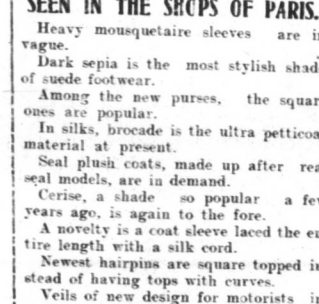 SEEN IN THE SHOPS OF PARIS.
Heavy mousquetaire sleeves are in
vague.
Dark sepia is the most stylish shad
of suede footwear.
Among the new purses, the squar
ones are popular.
In silks, brocade is the ultra petticoa
material at present.
Seal plush coats, made up after rea
seal models, are in demand.
Cerise, a shade so popular a fe
years ago, is again to the fore.
A novelty is a coat sleeve laced the en
tire length with a silk cord.
Newest hairpins are square topped in
stead of having tops with curves.
Veils of new design for motorists in